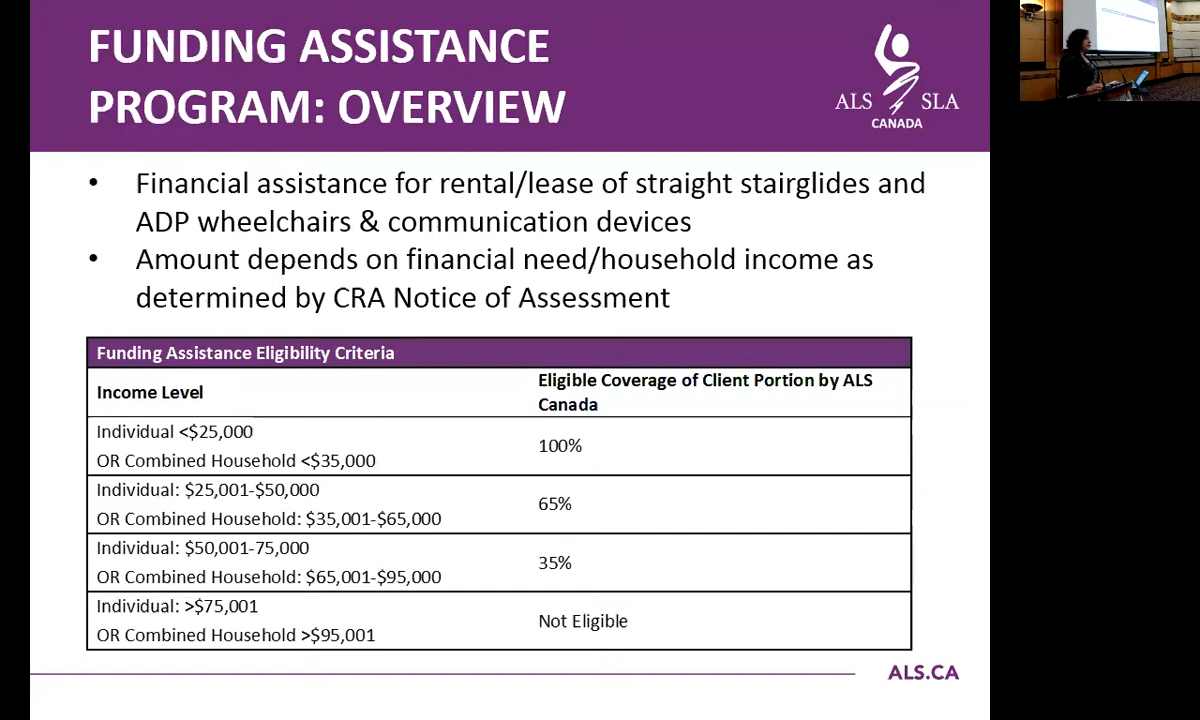 FUNDING ASSISTANCE
PROGRAM: OVERVIEW
ALS SLA
CANADA
• Financial assistance for rental/lease of straight stairglides and
ADP wheelchairs & communication devices
• Amount depends on financial need/household income as
determined by CRA Notice of Assessment
Funding Assistance Eligibility Criteria
Income Level
Eligible Coverage of Client Portion by ALS
Canada
Individual <$25,000
OR Combined Household <$35,000
100%
Individual: $25,001-$50,000
OR Combined Household: $35,001-$65,000
65%
Individual: $50,001-75,000
OR Combined Household: $65,001-$95,000
35%
Individual: >$75,001
OR Combined Household >$95,001
Not Eligible
ALS.CA